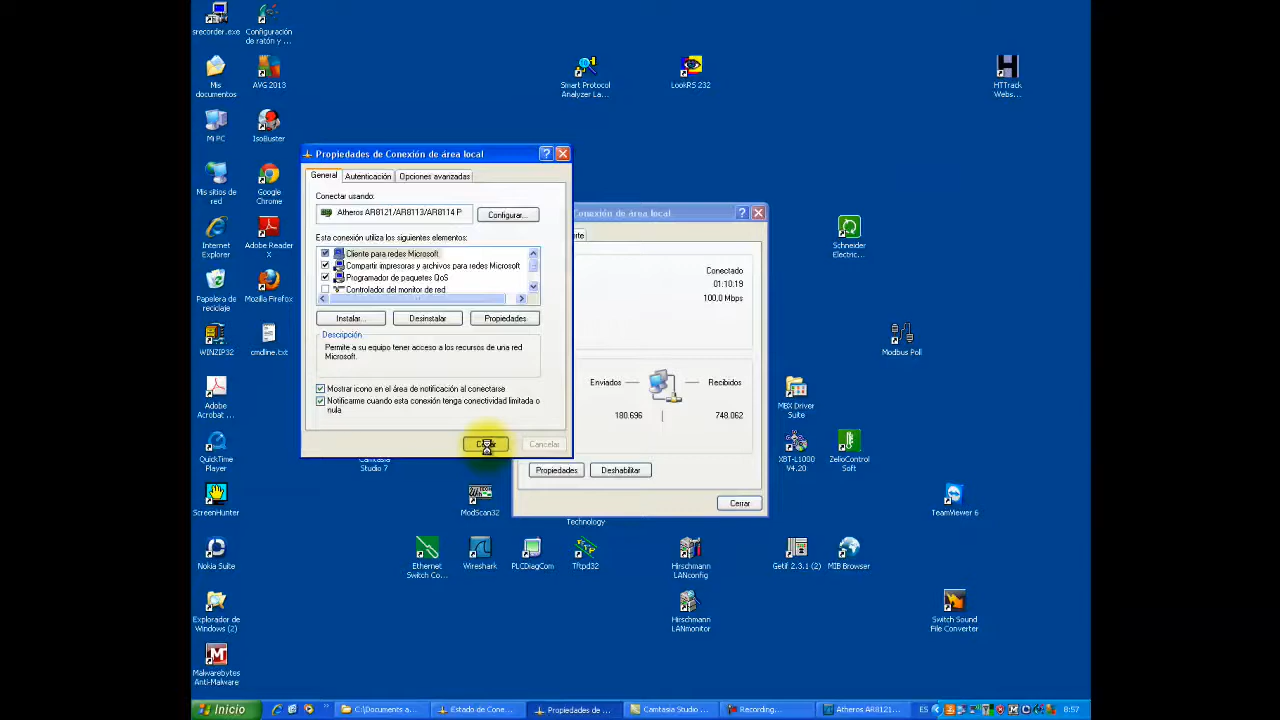 srecorder.exe
Configuración
de ratón y ...
Mis
documentos
AVG 2013
Smart Protocol
Analyzer La...
LookRS 232
HTTrack
Webs...
Mi PC
IsoBuster
Mis sitios de
red
Google
Chrome
Internet
Explorer
Adobe Reader
X
Papelera de
reciclaje
Mozilla Firefox
WINZIP32
cmdline.txt
Adobe
Acrobat ...
QuickTime
Player
ScreenHunter
Nokia Suite
Explorador de
Windows (2)
Malwarebytes
Anti-Malware
Propiedades de Conexión de área local
General
Autenticación
Opciones avanzadas
Conectar usando:
Atheros AR8121/AR8113/AR8114 P
Configurar...
Esta conexión utiliza los siguientes elementos:
Cliente para redes Microsoft
Compartir impresoras y archivos para redes Microsoft
Programador de paquetes QoS
Controlador del monitor de red
Instalar...
Desinstalar
Propiedades
Descripción
Permite a su equipo tener acceso a los recursos de una red
Microsoft.
Mostrar icono en el área de notificación al conectarse
Notificarme cuando esta conexión tenga conectividad limitada o
nula
Cancelar
Conexión de área local
rte
Conectado
01:10:19
100,0 Mbps
Enviados
Recibidos
180.696
748.062
Propiedades
Deshabilitar
Cerrar
Schneider
Electric...
Modbus Poll
MBX Driver
Suite
XBT-L1000
V4.20
ZelioControl
Soft
TeamViewer 6
Camtasia
Studio 7
ModScan32
Technology
Ethernet
Switch Co...
Wireshark
PLCDiagCom
Tftpd32
Hirschmann
LANconfig
Getif 2.3.1 (2)
MIB Browser
Hirschmann
LANmonitor
Switch Sound
File Converter
Inicio
C:\Documents a...
Estado de Cone...
Propiedades de ...
Camtasia Studio ...
Recording...
Atheros AR8121...
ES
8:57